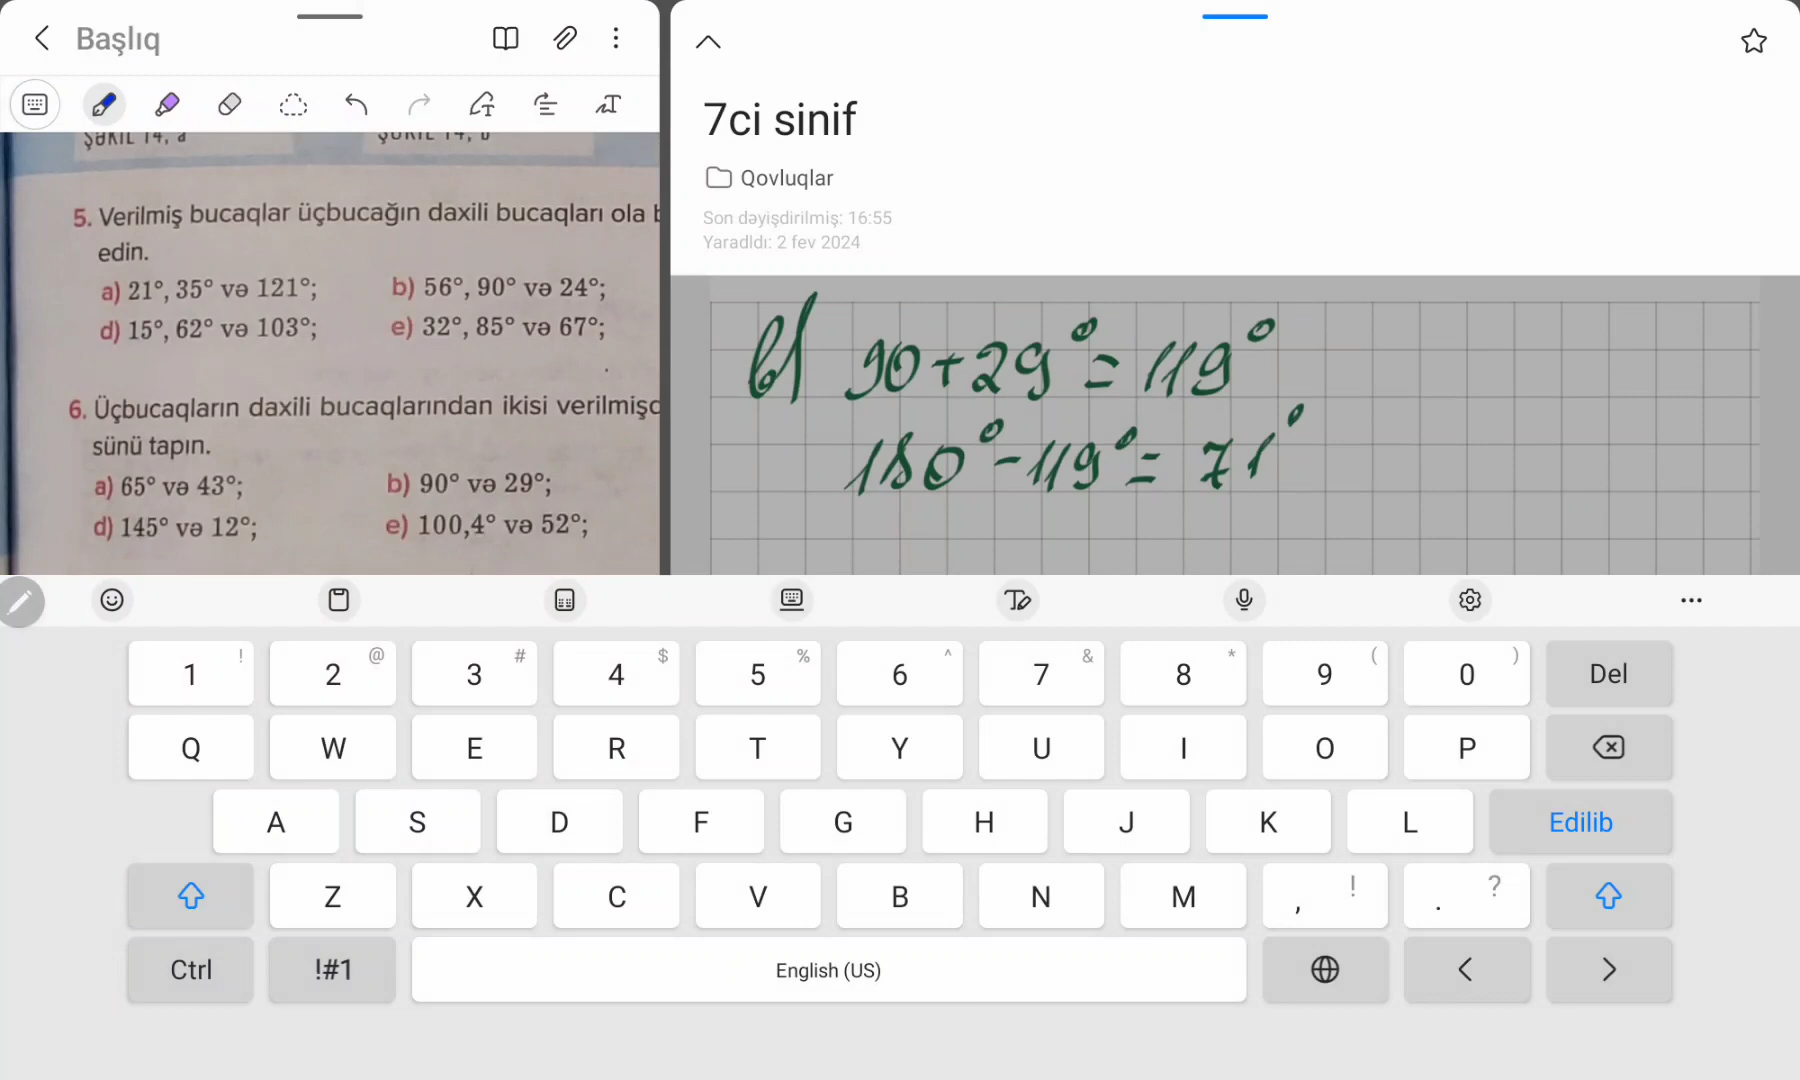 Başlıq
ŞƏKİL 14, a
ŞƏKİL 14, b
5. Verilmiş bucaqlar üçbucağın daxili bucaqları ola b
edin.
a) 21°, 35° və 121°;
b) 56°, 90° və 24°;
d) 15°, 62° və 103°;
e) 32°, 85° və 67°;
6. Üçbucaqların daxili bucaqlarından ikisi verilmişd
sünü tapın.
a) 65° və 43°;
b) 90° və 29°;
d) 145° və 12°;
e) 100,4° və 52°;
7ci sinif
Qovluqlar
Son dəyişdirilmiş: 16:55
Yaradldı: 2 fev 2024
b) 90+29°=119°
180°-119°=71°
1 ! 2 @ 3 # 4 $ 5 % 6 ^ 7 & 8 * 9 ( 0 ) Del
Q W E R T Y U I O P
A S D F G H J K L Edilib
Z X C V B N M , ! . ?
Ctrl !#1 English (US) < >